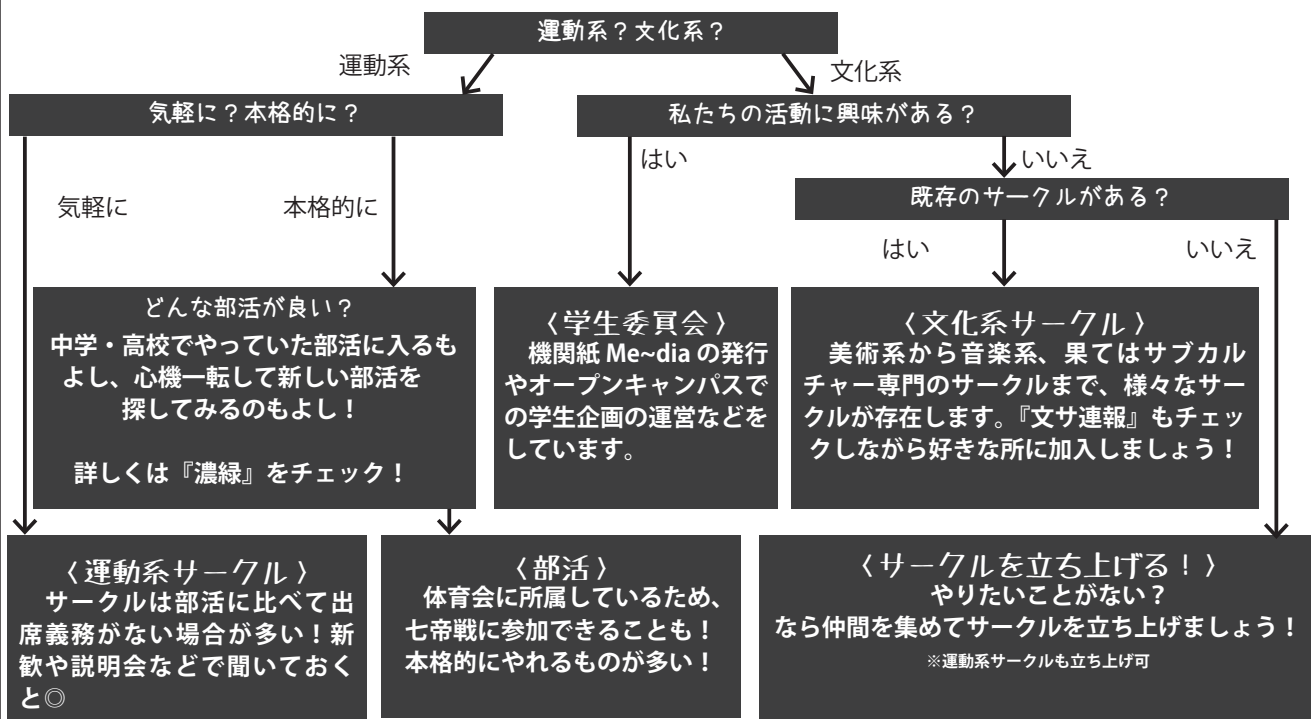 運動系？文化系？
運動系
文化系
気軽に？本格的に？
私たちの活動に興味がある？
はい
いいえ
気軽に
本格的に
既存のサークルがある？
はい
いいえ
どんな部活が良い？
中学・高校でやっていた部活に入るも
よし、心機一転して新しい部活を
探してみるのもよし！
詳しくは『濃緑』をチェック！
〈学生委員会〉
機関紙 Me~dia の発行
やオープンキャンパスで
の学生企画の運営などを
しています。
〈文化系サークル〉
美術系から音楽系、果てはサブカル
チャー専門のサークルまで、様々なサー
クルが存在します。『文サ連報』もチェッ
クしながら好きな所に加入しましょう！
〈運動系サークル〉
サークルは部活に比べて出
席義務がない場合が多い！新
歓や説明会などで聞いておく
と◎
〈部活〉
体育会に所属しているため、
七帝戦に参加できることも！
本格的にやれるものが多い！
〈サークルを立ち上げる！〉
やりたいことがない？
なら仲間を集めてサークルを立ち上げましょう！
※運動系サークルも立ち上げ可